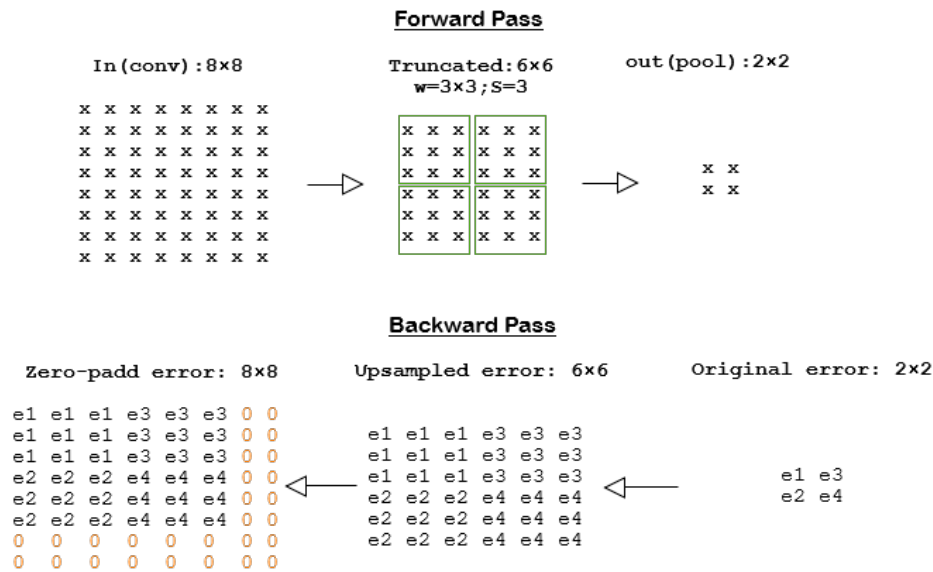 Forward Pass
In(conv):8×8
x x x x x x x x
x x x x x x x x
x x x x x x x x
x x x x x x x x
x x x x x x x x
x x x x x x x x
x x x x x x x x
x x x x x x x x
Truncated:6×6
w=3×3;S=3
x x x x x x
x x x x x x
x x x x x x
x x x x x x
x x x x x x
x x x x x x
out(pool):2×2
x x
x x
Backward Pass
Zero-padd error: 8×8
e1 e1 e1 e3 e3 e3 0 0
e1 e1 e1 e3 e3 e3 0 0
e1 e1 e1 e3 e3 e3 0 0
e2 e2 e2 e4 e4 e4 0 0
e2 e2 e2 e4 e4 e4 0 0
e2 e2 e2 e4 e4 e4 0 0
0 0 0 0 0 0 0 0
0 0 0 0 0 0 0 0
Upsampled error: 6×6
e1 e1 e1 e3 e3 e3
e1 e1 e1 e3 e3 e3
e1 e1 e1 e3 e3 e3
e2 e2 e2 e4 e4 e4
e2 e2 e2 e4 e4 e4
e2 e2 e2 e4 e4 e4
Original error: 2×2
e1 e3
e2 e4